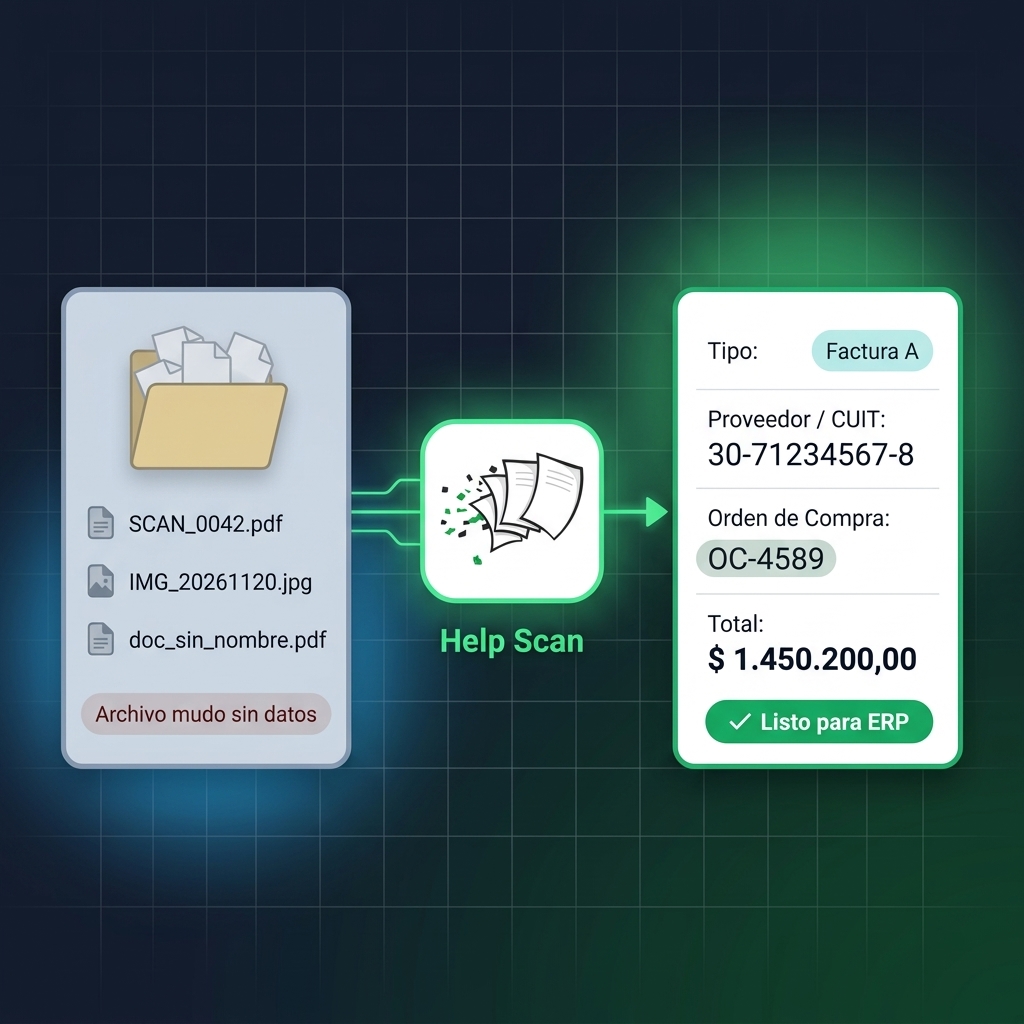 SCAN_0042.pdf
IMG_20261120.jpg
doc_sin_nombre.pdf
Archivo mudo sin datos
Help Scan
Tipo: Factura A
Proveedor / CUIT:
30-71234567-8
Orden de Compra:
OC-4589
Total:
$ 1.450.200,00
Listo para ERP